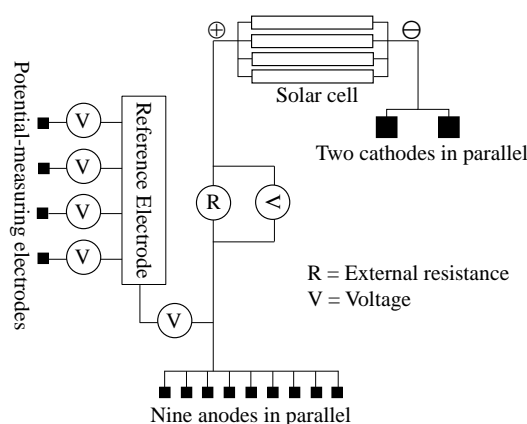 ⊕
⊖
Solar cell
Two cathodes in parallel
Potential-measuring electrodes
V
V
V
V
Reference Electrode
R
V
V
R = External resistance
V = Voltage
Nine anodes in parallel